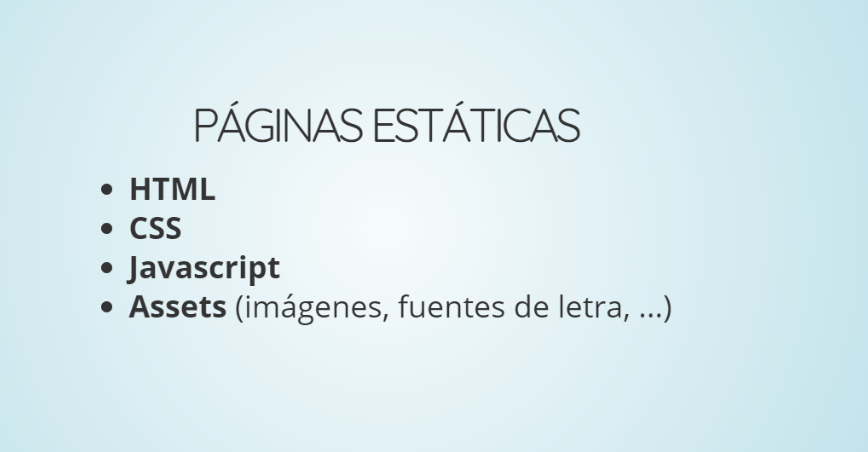 PÁGINAS ESTÁTICAS
• HTML
• CSS
• Javascript
• Assets (imágenes, fuentes de letra, ...)